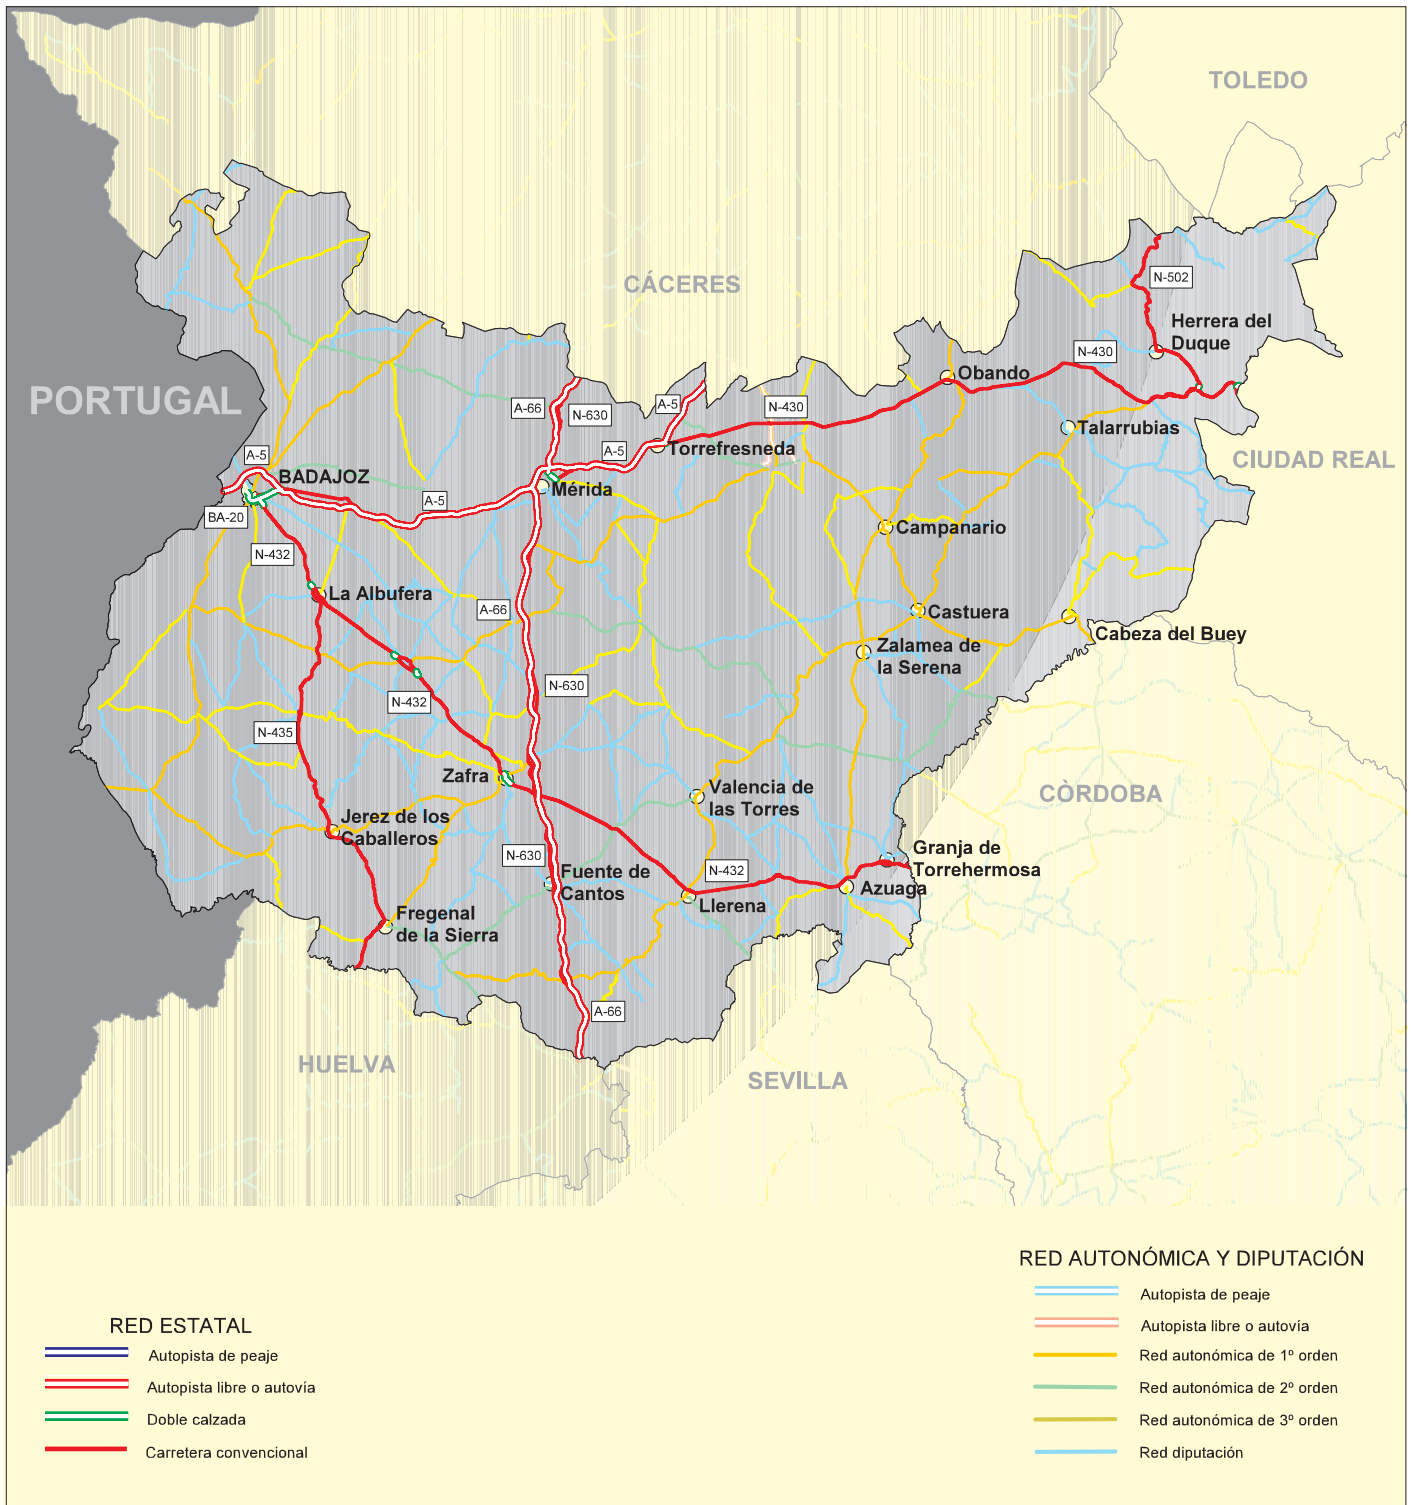 TOLEDO
CÁCERES
N-502
Herrera del
Duque
N-430
Obando
PORTUGAL
A-66
N-630
A-5
N-430
Talarrubias
A-5
Torrefresneda
A-5
BADAJOZ
CIUDAD REAL
Mérida
A-5
BA-20
Campanario
N-432
La Albufera
A-66
Castuera
Cabeza del Buey
Zalamea de
la Serena
N-630
N-432
N-435
Zafra
Valencia de
las Torres
CÒRDOBA
Jerez de los
Caballeros
Granja de
Torrehermosa
N-630
Fuente de
Cantos
N-432
Azuaga
Llerena
Fregenal
de la Sierra
A-66
HUELVA
SEVILLA
RED ESTATAL
Autopista de peaje
Autopista libre o autovía
Doble calzada
Carretera convencional
RED AUTONÓMICA Y DIPUTACIÓN
Autopista de peaje
Autopista libre o autovía
Red autonómica de 1º orden
Red autonómica de 2º orden
Red autonómica de 3º orden
Red diputación